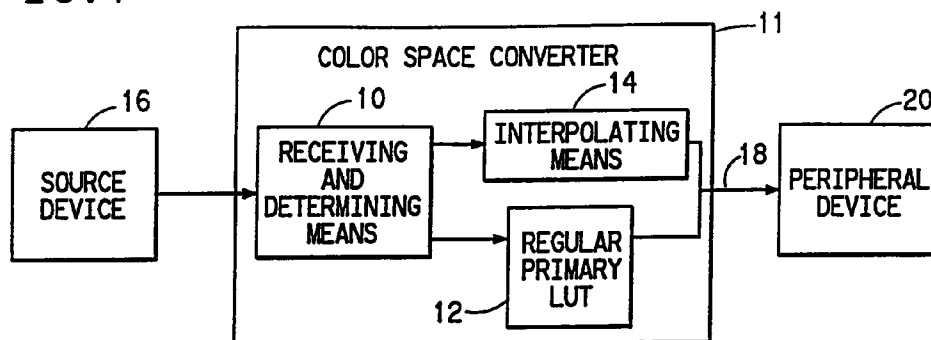 11
COLOR SPACE CONVERTER
16
10
14
20
SOURCE
DEVICE
RECEIVING
AND
DETERMINING
MEANS
INTERPOLATING
MEANS
18
PERIPHERAL
DEVICE
REGULAR
PRIMARY
LUT
12